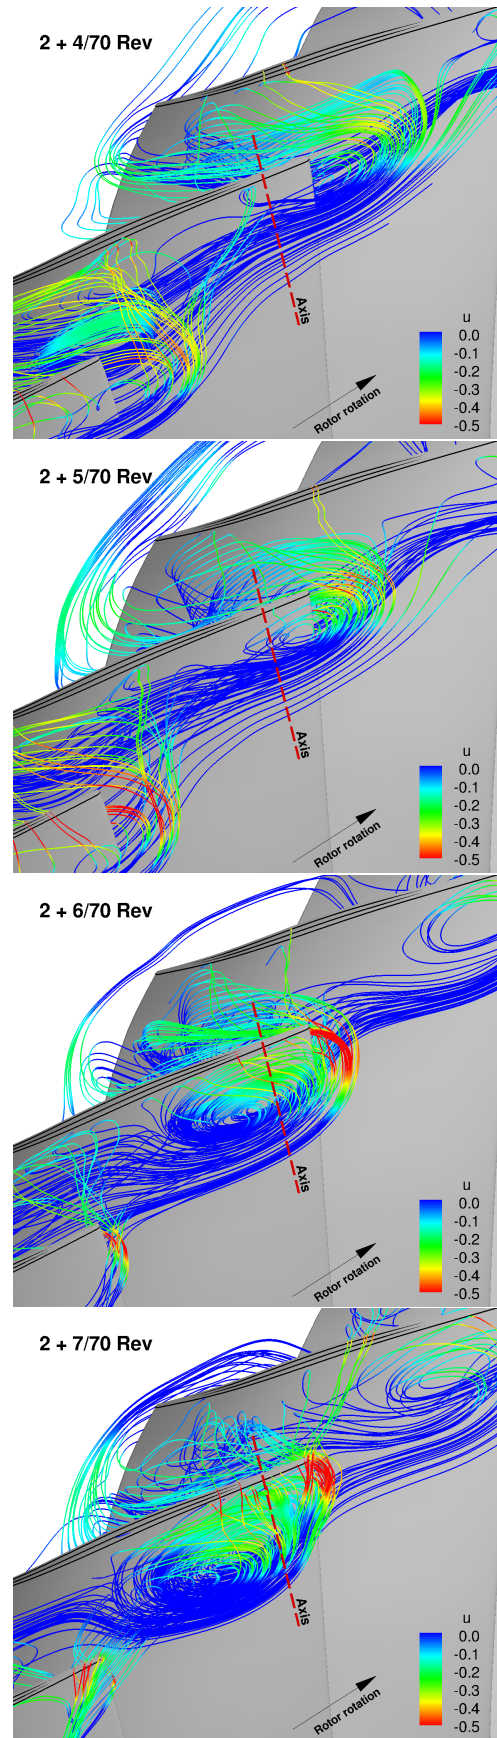 2 + 4/70 Rev
Axis
Rotor rotation
u
0.0
-0.1
-0.2
-0.3
-0.4
-0.5
2 + 5/70 Rev
Axis
Rotor rotation
u
0.0
-0.1
-0.2
-0.3
-0.4
-0.5
2 + 6/70 Rev
Axis
Rotor rotation
u
0.0
-0.1
-0.2
-0.3
-0.4
-0.5
2 + 7/70 Rev
Axis
Rotor rotation
u
0.0
-0.1
-0.2
-0.3
-0.4
-0.5